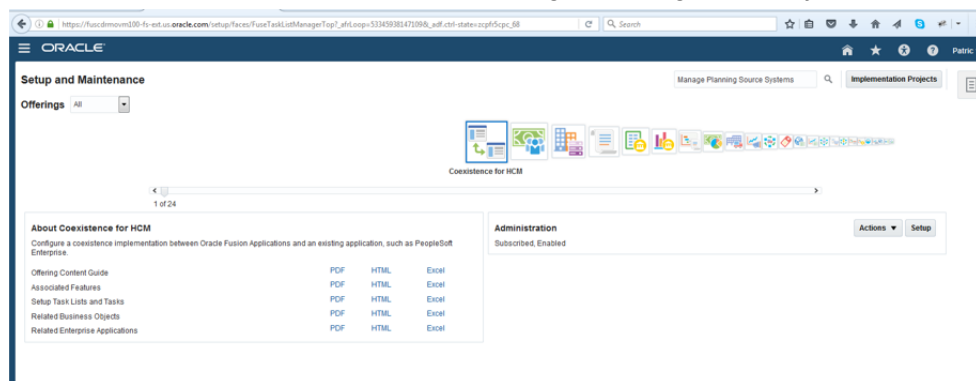 https://fuscdrmovm100-fs-ext.us.oracle.com/setup/faces/FuseTaskListManagerTop?_afrLoop=53345938147109&_adf.ctrl-state=zcpfr5cpc_68
Search
ORACLE
Patric
Setup and Maintenance
Manage Planning Source Systems
Implementation Projects
Offerings All
Coexistence for HCM
1 of 24
About Coexistence for HCM
Configure a coexistence implementation between Oracle Fusion Applications and an existing application, such as PeopleSoft
Enterprise.
Offering Content Guide PDF HTML Excel
Associated Features PDF HTML Excel
Setup Task Lists and Tasks PDF HTML Excel
Related Business Objects PDF HTML Excel
Related Enterprise Applications PDF HTML Excel
Administration
Actions Setup
Subscribed, Enabled